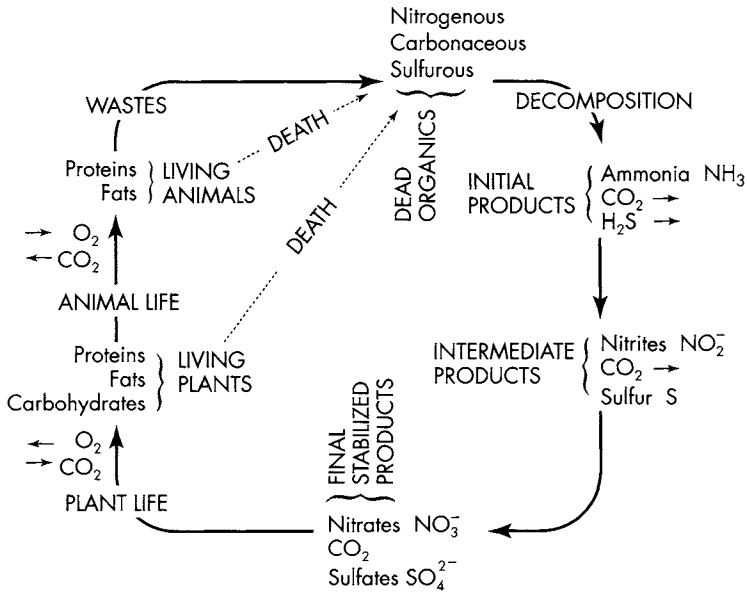 Nitrogenous
Carbonaceous
Sulfurous
WASTES
DECOMPOSITION
DEATH
DEAD
ORGANICS
Proteins
Fats
LIVING
ANIMALS
INITIAL
PRODUCTS
Ammonia NH₃
CO₂ →
H₂S →
DEATH
→ O₂
← CO₂
ANIMAL LIFE
Proteins
Fats
Carbohydrates
LIVING
PLANTS
INTERMEDIATE
PRODUCTS
Nitrites NO₂⁻
CO₂ →
Sulfur S
← O₂
→ CO₂
PLANT LIFE
FINAL
STABILIZED
PRODUCTS
Nitrates NO₃⁻
CO₂
Sulfates SO₄²⁻